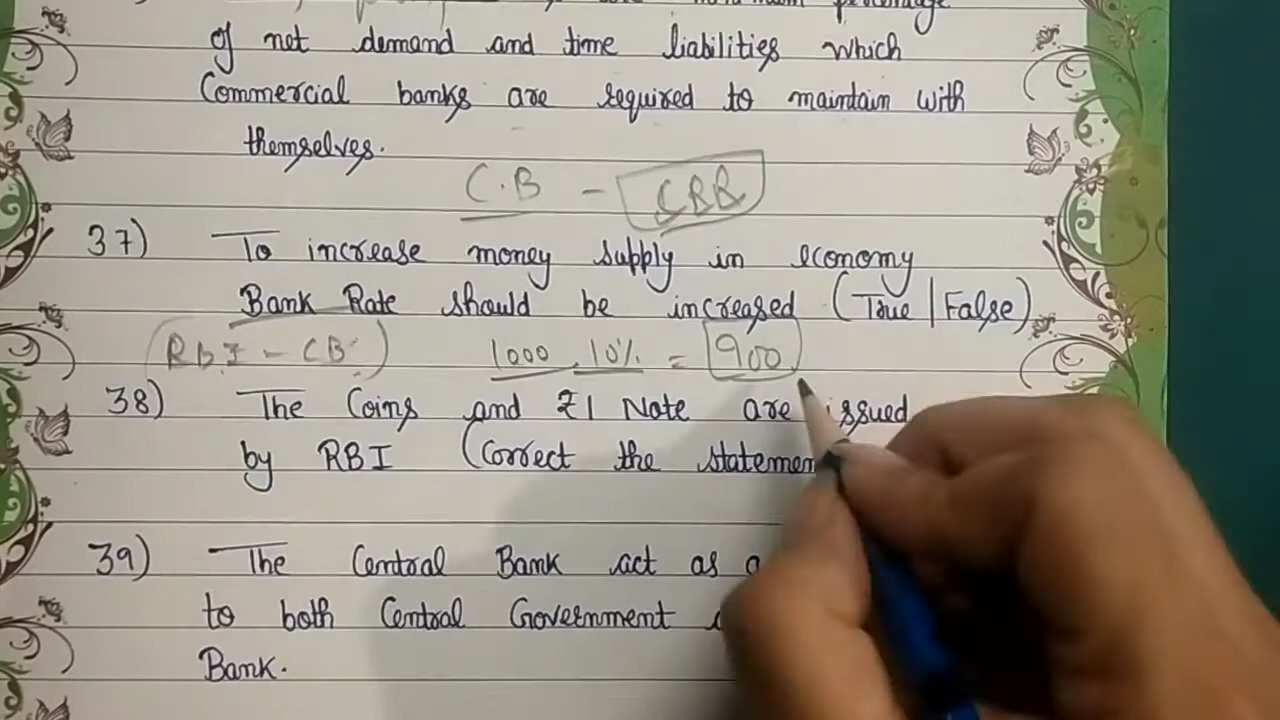 percentage
of net demand and time liabilities which
Commercial banks are required to maintain with
themselves.
C.B - CRR
37) To increase money supply in economy
Bank Rate should be increased (True | False)
RBI - CB) 1000 10% = 900
38) The Coins and ₹1 Note are issued
by RBI (Correct the statemen
39) The Central Bank act as a
to both Central Government
Bank.